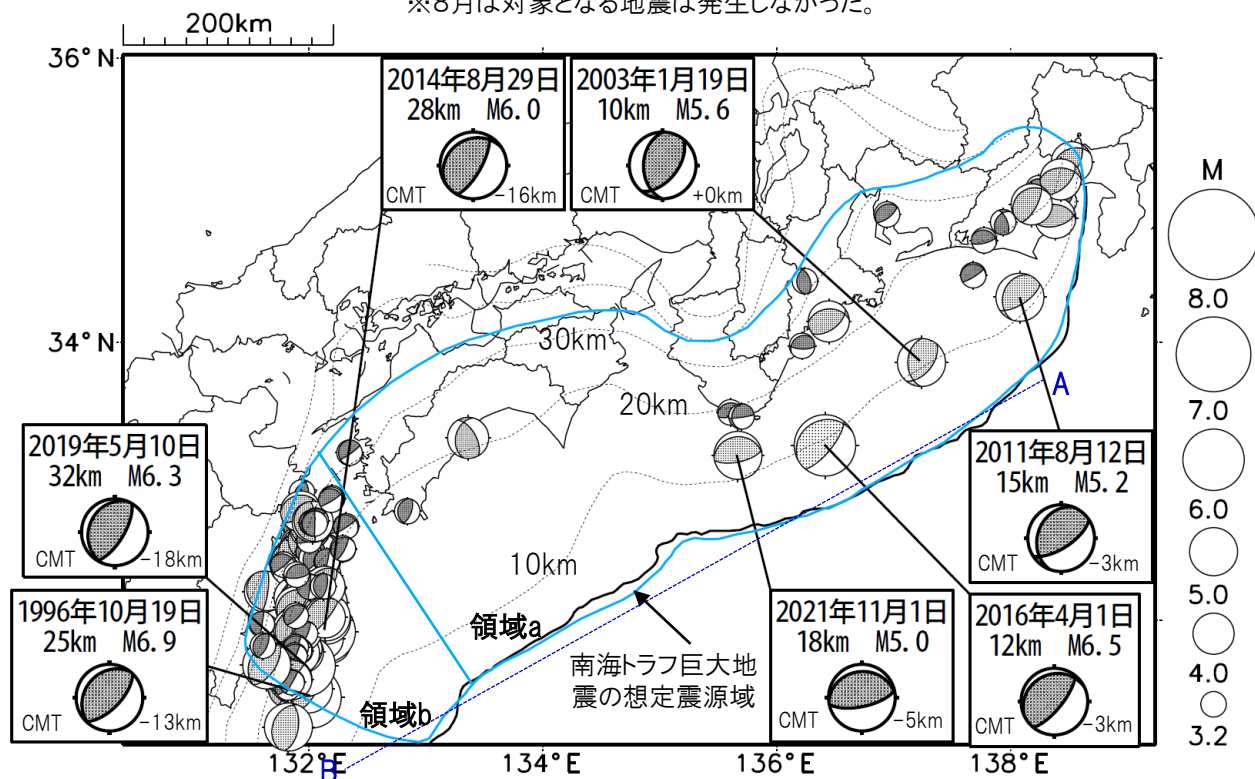 ※8月は対象となる地震は発生しなかった。
200km
36°N
2014年8月29日
28km M6.0
CMT
-16km
2003年1月19日
10km M5.6
CMT
+0km
M
8.0
7.0
6.0
5.0
4.0
3.2
34°N
30km
20km
10km
A
2019年5月10日
32km M6.3
CMT
-18km
2011年8月12日
15km M5.2
CMT
-3km
1996年10月19日
25km M6.9
CMT
-13km
領域a
領域b
南海トラフ巨大地
震の想定震源域
2021年11月1日
18km M5.0
CMT
-5km
2016年4月1日
12km M6.5
CMT
-3km
132°E
B
134°E
136°E
138°E